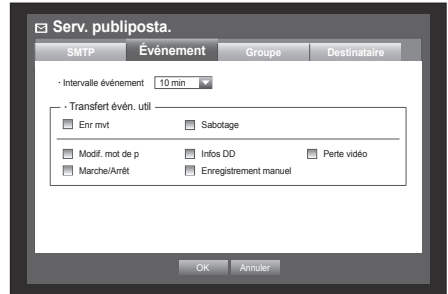 Serv. publiposta.
SMTP Événement Groupe Destinataire
· Intervalle événement 10 min
· Transfert évén. util
Enr mvt Sabotage
Modif. mot de p Infos DD Perte vidéo
Marche/Arrêt Enregistrement manuel
OK Annuler